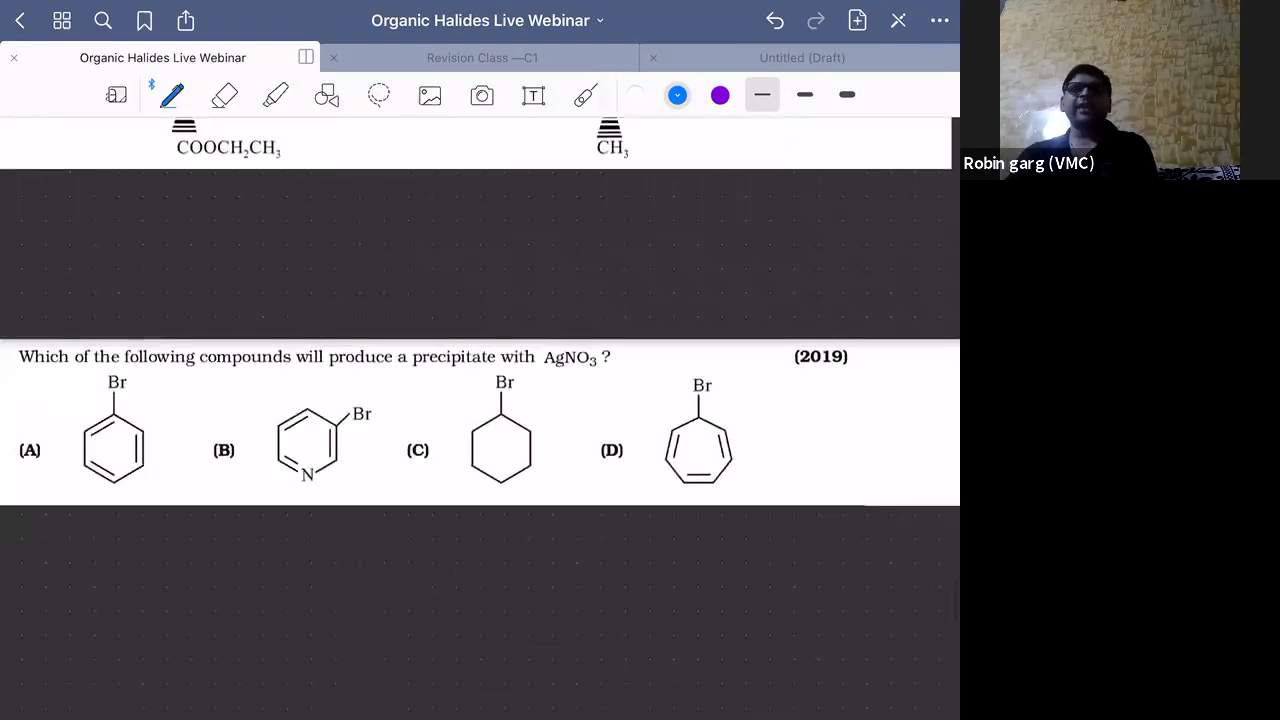 Organic Halides Live Webinar
Organic Halides Live Webinar
Revision Class —C1
Untitled (Draft)
T
COOCH₂CH₃
CH₃
Robin garg (VMC)
Which of the following compounds will produce a precipitate with AgNO₃ ?
(2019)
Br
Br
Br
Br
(A)
(B)
N
(C)
(D)